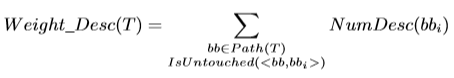 Weight_Desc(T) = ∑ NumDesc(bb_i)
bb∈Path(T)
IsUntouched(<bb,bb_i>)